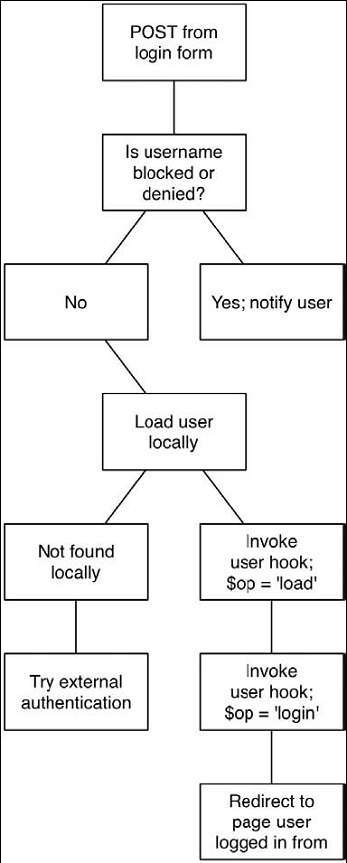 POST from
login form
Is username
blocked or
denied?
No
Yes; notify user
Load user
locally
Not found
locally
Invoke
user hook;
$op = 'load'
Try external
authentication
Invoke
user hook;
$op = 'login'
Redirect to
page user
logged in from